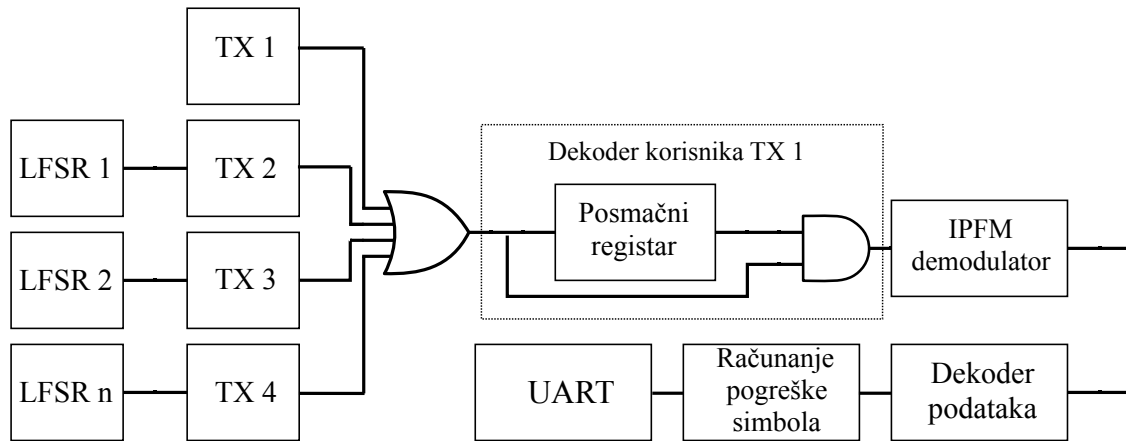 TX 1
LFSR 1
TX 2
LFSR 2
TX 3
LFSR n
TX 4
Dekoder korisnika TX 1
Posmačni
registar
IPFM
demodulator
UART
Računanje
pogreške
simbola
Dekoder
podataka